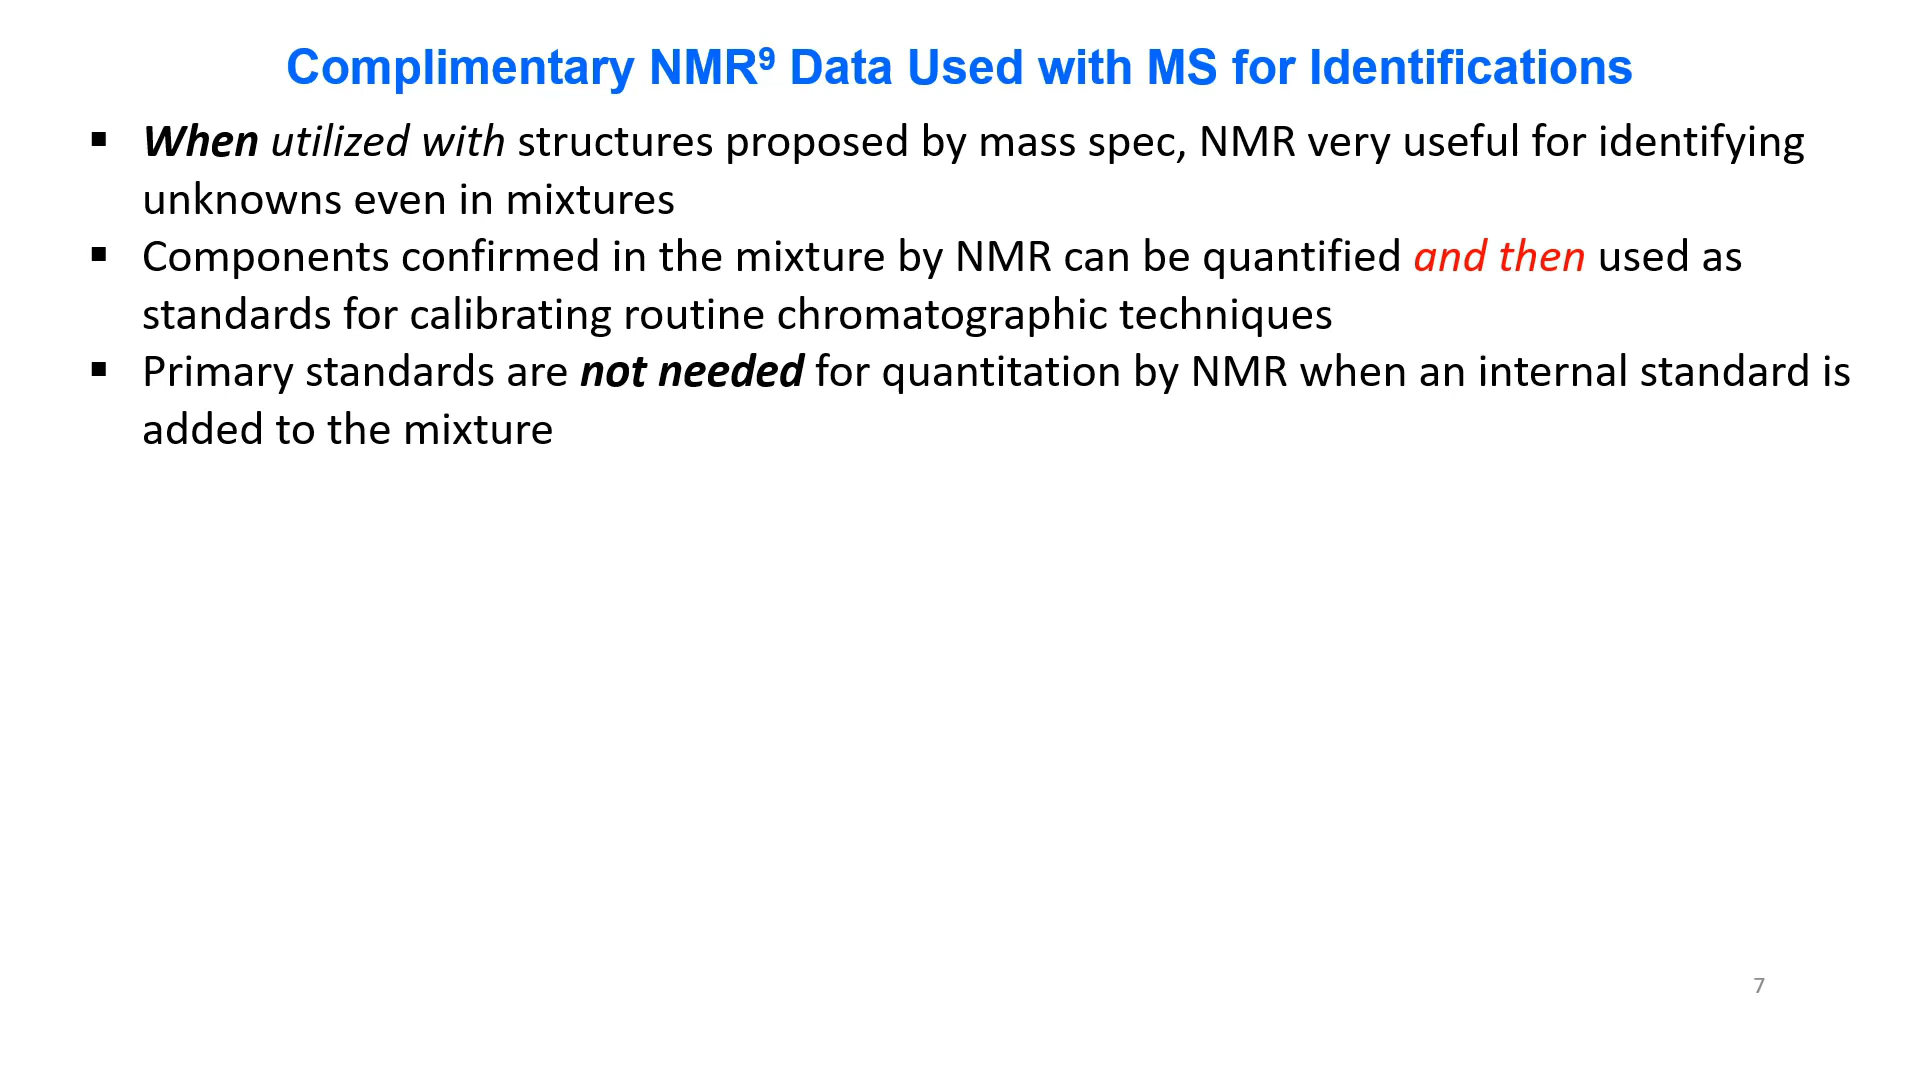 Complimentary NMR⁹ Data Used with MS for Identifications
▪ When utilized with structures proposed by mass spec, NMR very useful for identifying
unknowns even in mixtures
▪ Components confirmed in the mixture by NMR can be quantified and then used as
standards for calibrating routine chromatographic techniques
▪ Primary standards are not needed for quantitation by NMR when an internal standard is
added to the mixture
7